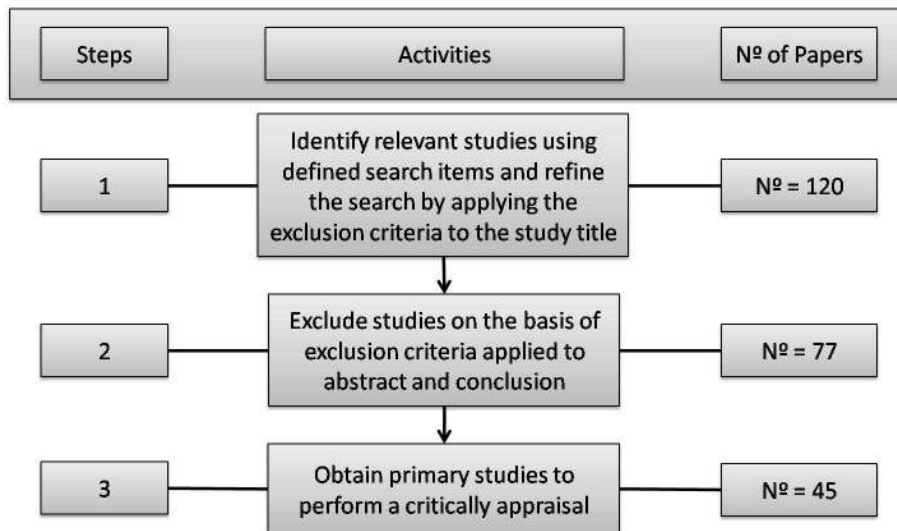 Steps
Activities
Nº of Papers
1
Identify relevant studies using
defined search items and refine
the search by applying the
exclusion criteria to the study title
Nº = 120
2
Exclude studies on the basis of
exclusion criteria applied to
abstract and conclusion
Nº = 77
3
Obtain primary studies to
perform a critically appraisal
Nº = 45